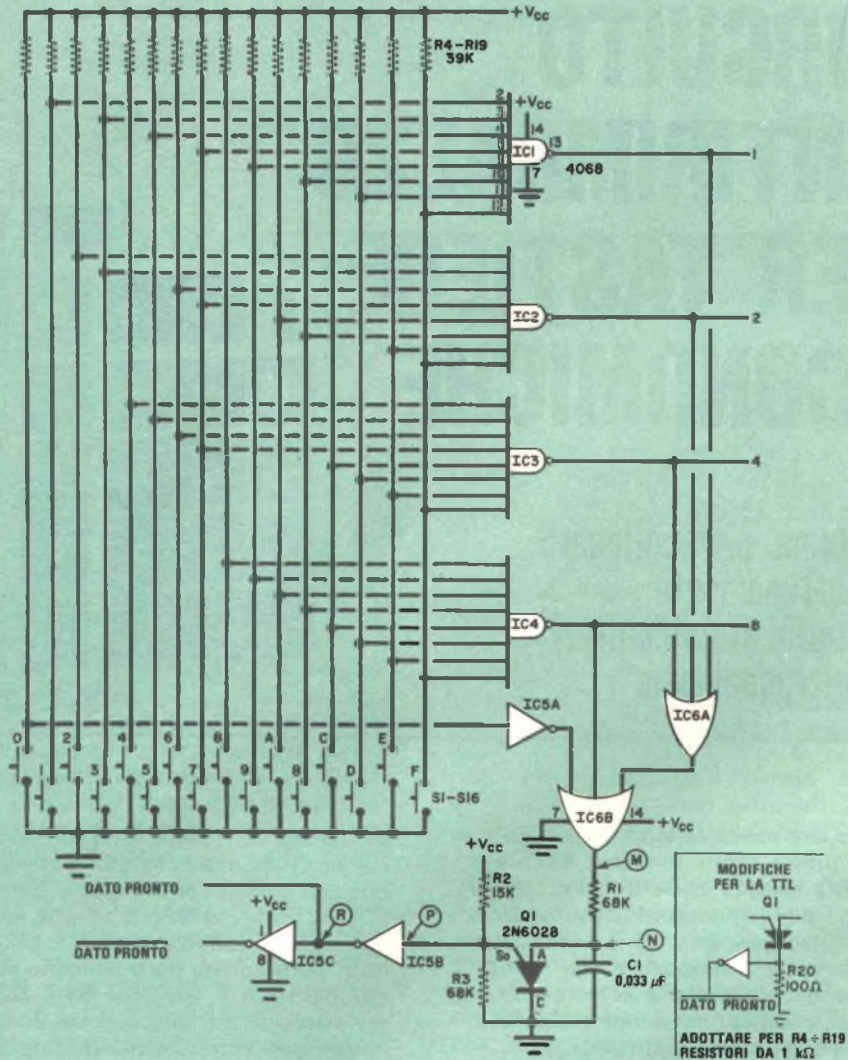 +Vcc
R4-R19
39K
2
+Vcc
14
IC1
13
7
4068
1
IC2
2
IC3
4
IC4
8
IC5A
IC6A
0
1
2
3
4
5
6
7
8
9
A
B
C
D
E
F
S1-S16
7
IC6B
14
+Vcc
DATO PRONTO
DATO PRONTO
+Vcc
1
8
IC5C
R
IC5B
P
+Vcc
R2
15K
R3
68K
Q1
2N6028
So
A
C
M
R1
68K
N
C1
0,033 µF
MODIFICHE
PER LA TTL
Q1
R20
100Ω
DATO PRONTO
ADOTTARE PER R4÷R19
RESISTORI DA 1 kΩ